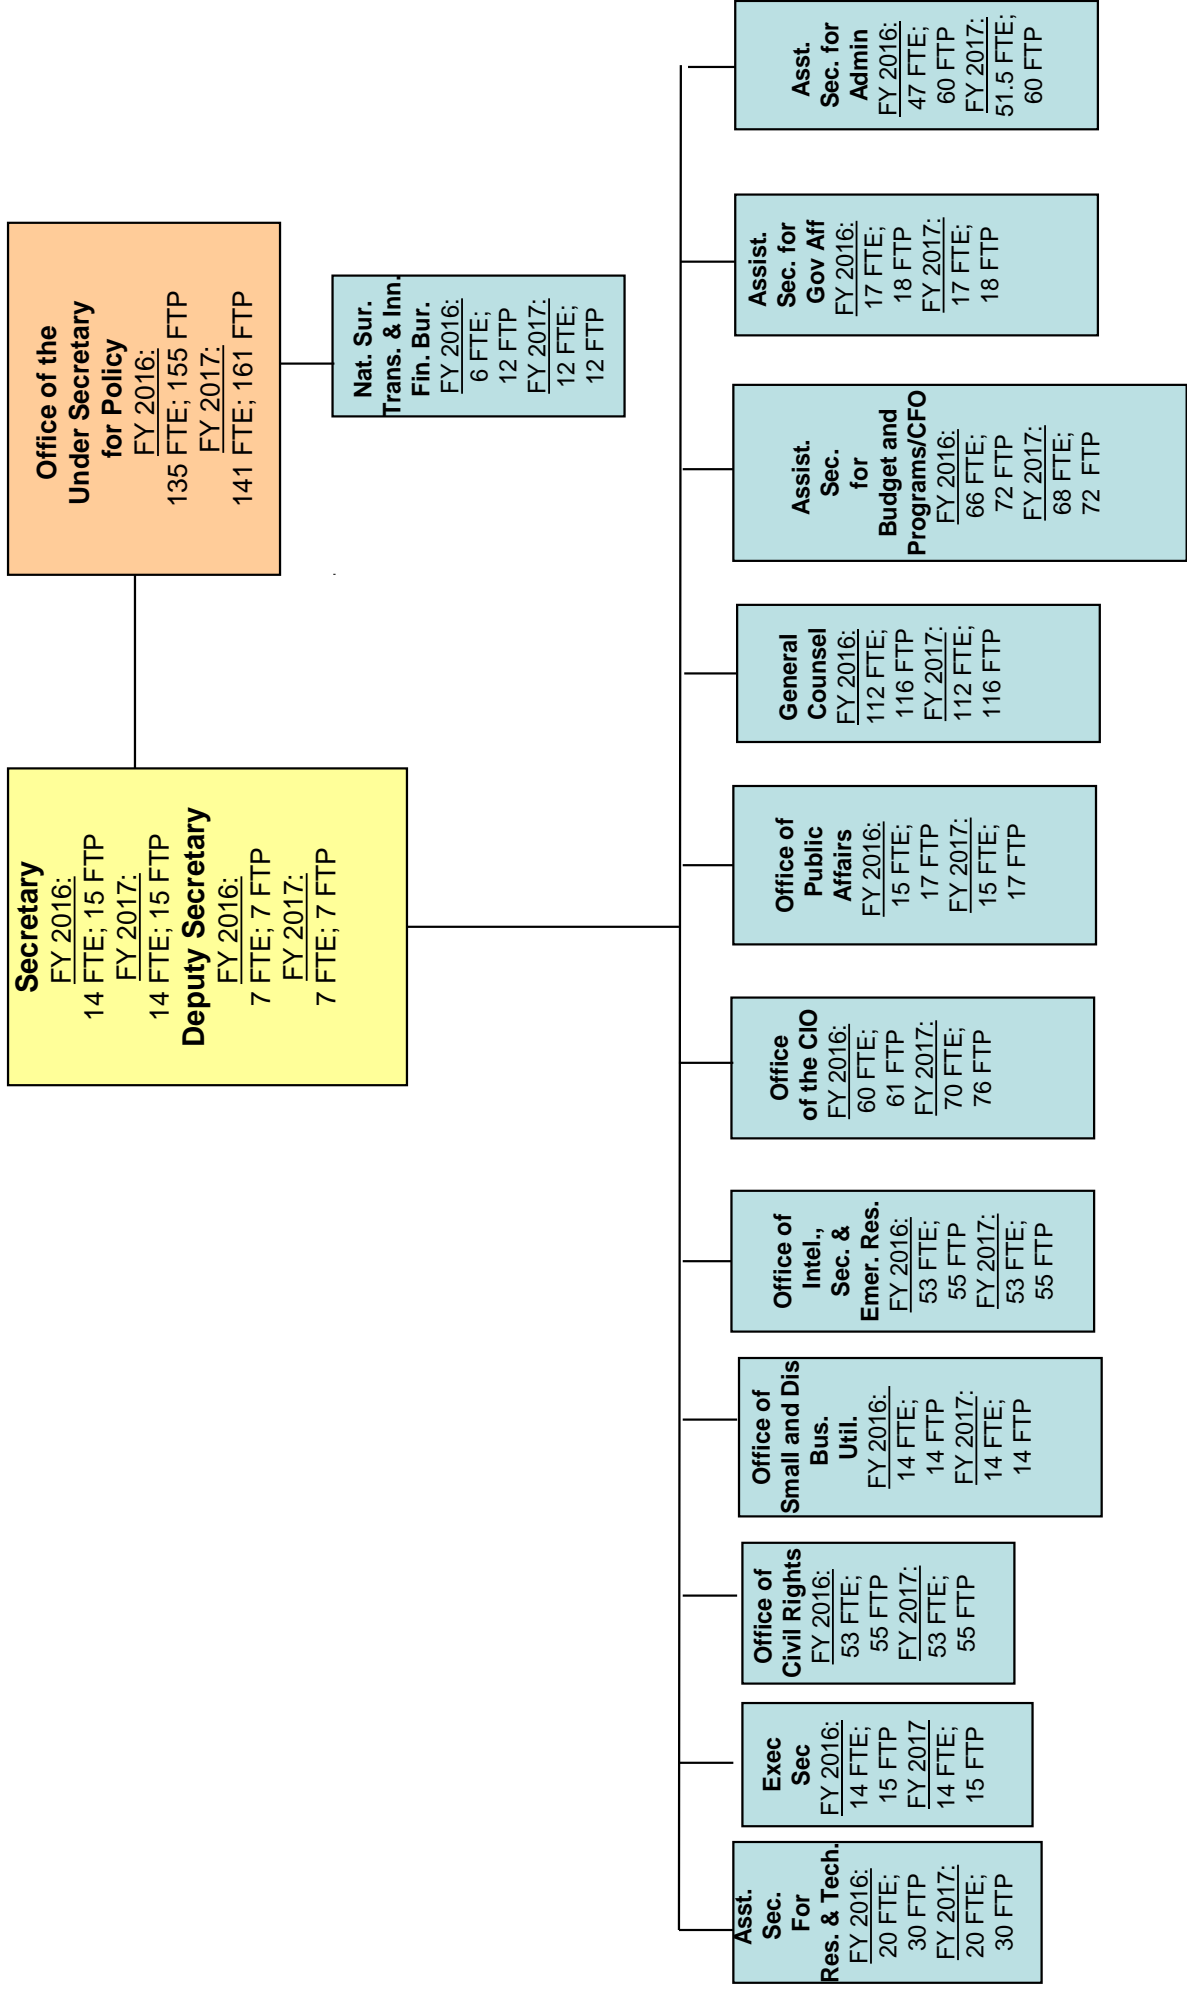 Secretary
FY 2016:
14 FTE; 15 FTP
FY 2017:
14 FTE; 15 FTP
Deputy Secretary
FY 2016:
7 FTE; 7 FTP
FY 2017:
7 FTE; 7 FTP
Office of the
Under Secretary
for Policy
FY 2016:
135 FTE; 155 FTP
FY 2017:
141 FTE; 161 FTP
Nat. Sur.
Trans. & Inn.
Fin. Bur.
FY 2016:
6 FTE;
12 FTP
FY 2017:
12 FTE;
12 FTP
Asst.
Sec.
For
Res. & Tech.
FY 2016:
20 FTE;
30 FTP
FY 2017:
20 FTE;
30 FTP
Exec
Sec
FY 2016:
14 FTE;
15 FTP
FY 2017
14 FTE;
15 FTP
Office of
Civil Rights
FY 2016:
53 FTE;
55 FTP
FY 2017:
53 FTE;
55 FTP
Office of
Small and Dis
Bus.
Util.
FY 2016:
14 FTE;
14 FTP
FY 2017:
14 FTE;
14 FTP
Office of
Intel.,
Sec. &
Emer. Res.
FY 2016:
53 FTE;
55 FTP
FY 2017:
53 FTE;
55 FTP
Office
of the CIO
FY 2016:
60 FTE;
61 FTP
FY 2017:
70 FTE;
76 FTP
Office of
Public
Affairs
FY 2016:
15 FTE;
17 FTP
FY 2017:
15 FTE;
17 FTP
General
Counsel
FY 2016:
112 FTE;
116 FTP
FY 2017:
112 FTE;
116 FTP
Assist.
Sec.
for
Budget and
Programs/CFO
FY 2016:
66 FTE;
72 FTP
FY 2017:
68 FTE;
72 FTP
Assist.
Sec. for
Gov Aff
FY 2016:
17 FTE;
18 FTP
FY 2017:
17 FTE;
18 FTP
Asst.
Sec. for
Admin
FY 2016:
47 FTE;
60 FTP
FY 2017:
51.5 FTE;
60 FTP